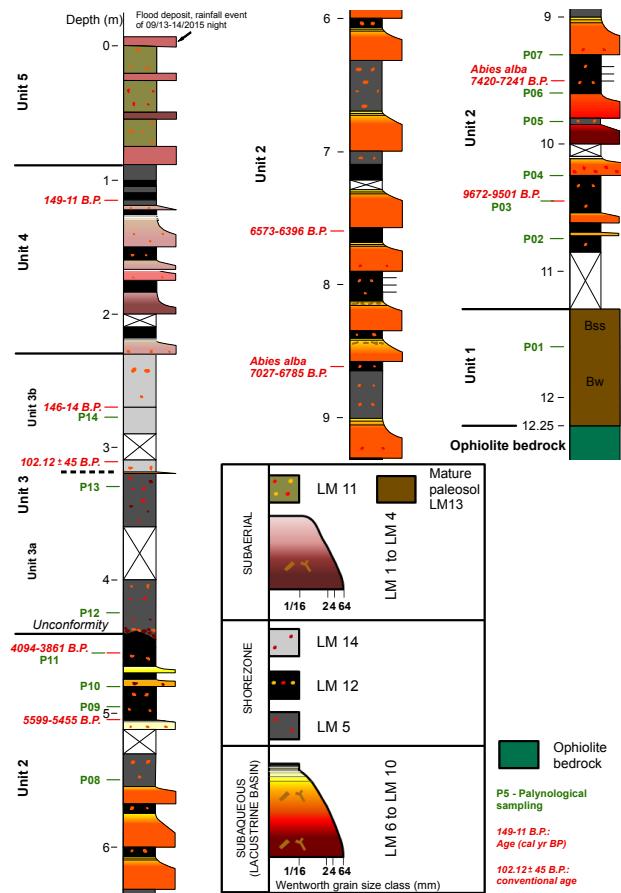 Depth (m)
Flood deposit, rainfall event
of 09/13-14/2015 night
0
Unit 5
1
149-11 B.P.
Unit 4
2
Unit 3b
146-14 B.P.
P14
3
102.12 ± 45 B.P.
P13
Unit 3
Unit 3a
4
P12
Unconformity
4094-3861 B.P.
P11
P10
P09
5
5599-5455 B.P.
P08
Unit 2
6
6
7
Unit 2
6573-6396 B.P.
8
Abies alba
7027-6785 B.P.
9
9
P07
Abies alba
7420-7241 B.P.
P06
Unit 2
P05
10
P04
9672-9501 B.P.
P03
P02
11
Bss
P01
Unit 1
Bw
12
12.25
Ophiolite bedrock
SUBAERIAL
LM 11
Mature
paleosol
LM13
LM 1 to LM 4
1/16 2 4 64
SHOREZONE
LM 14
LM 12
LM 5
SUBAQUEOUS
(LACUSTRINE BASIN)
LM 6 to LM 10
1/16 2 4 64
Wentworth grain size class (mm)
Ophiolite
bedrock
P5 - Palynological
sampling
149-11 B.P.:
Age (cal yr BP)
102.12 ± 45 B.P.:
conventional age